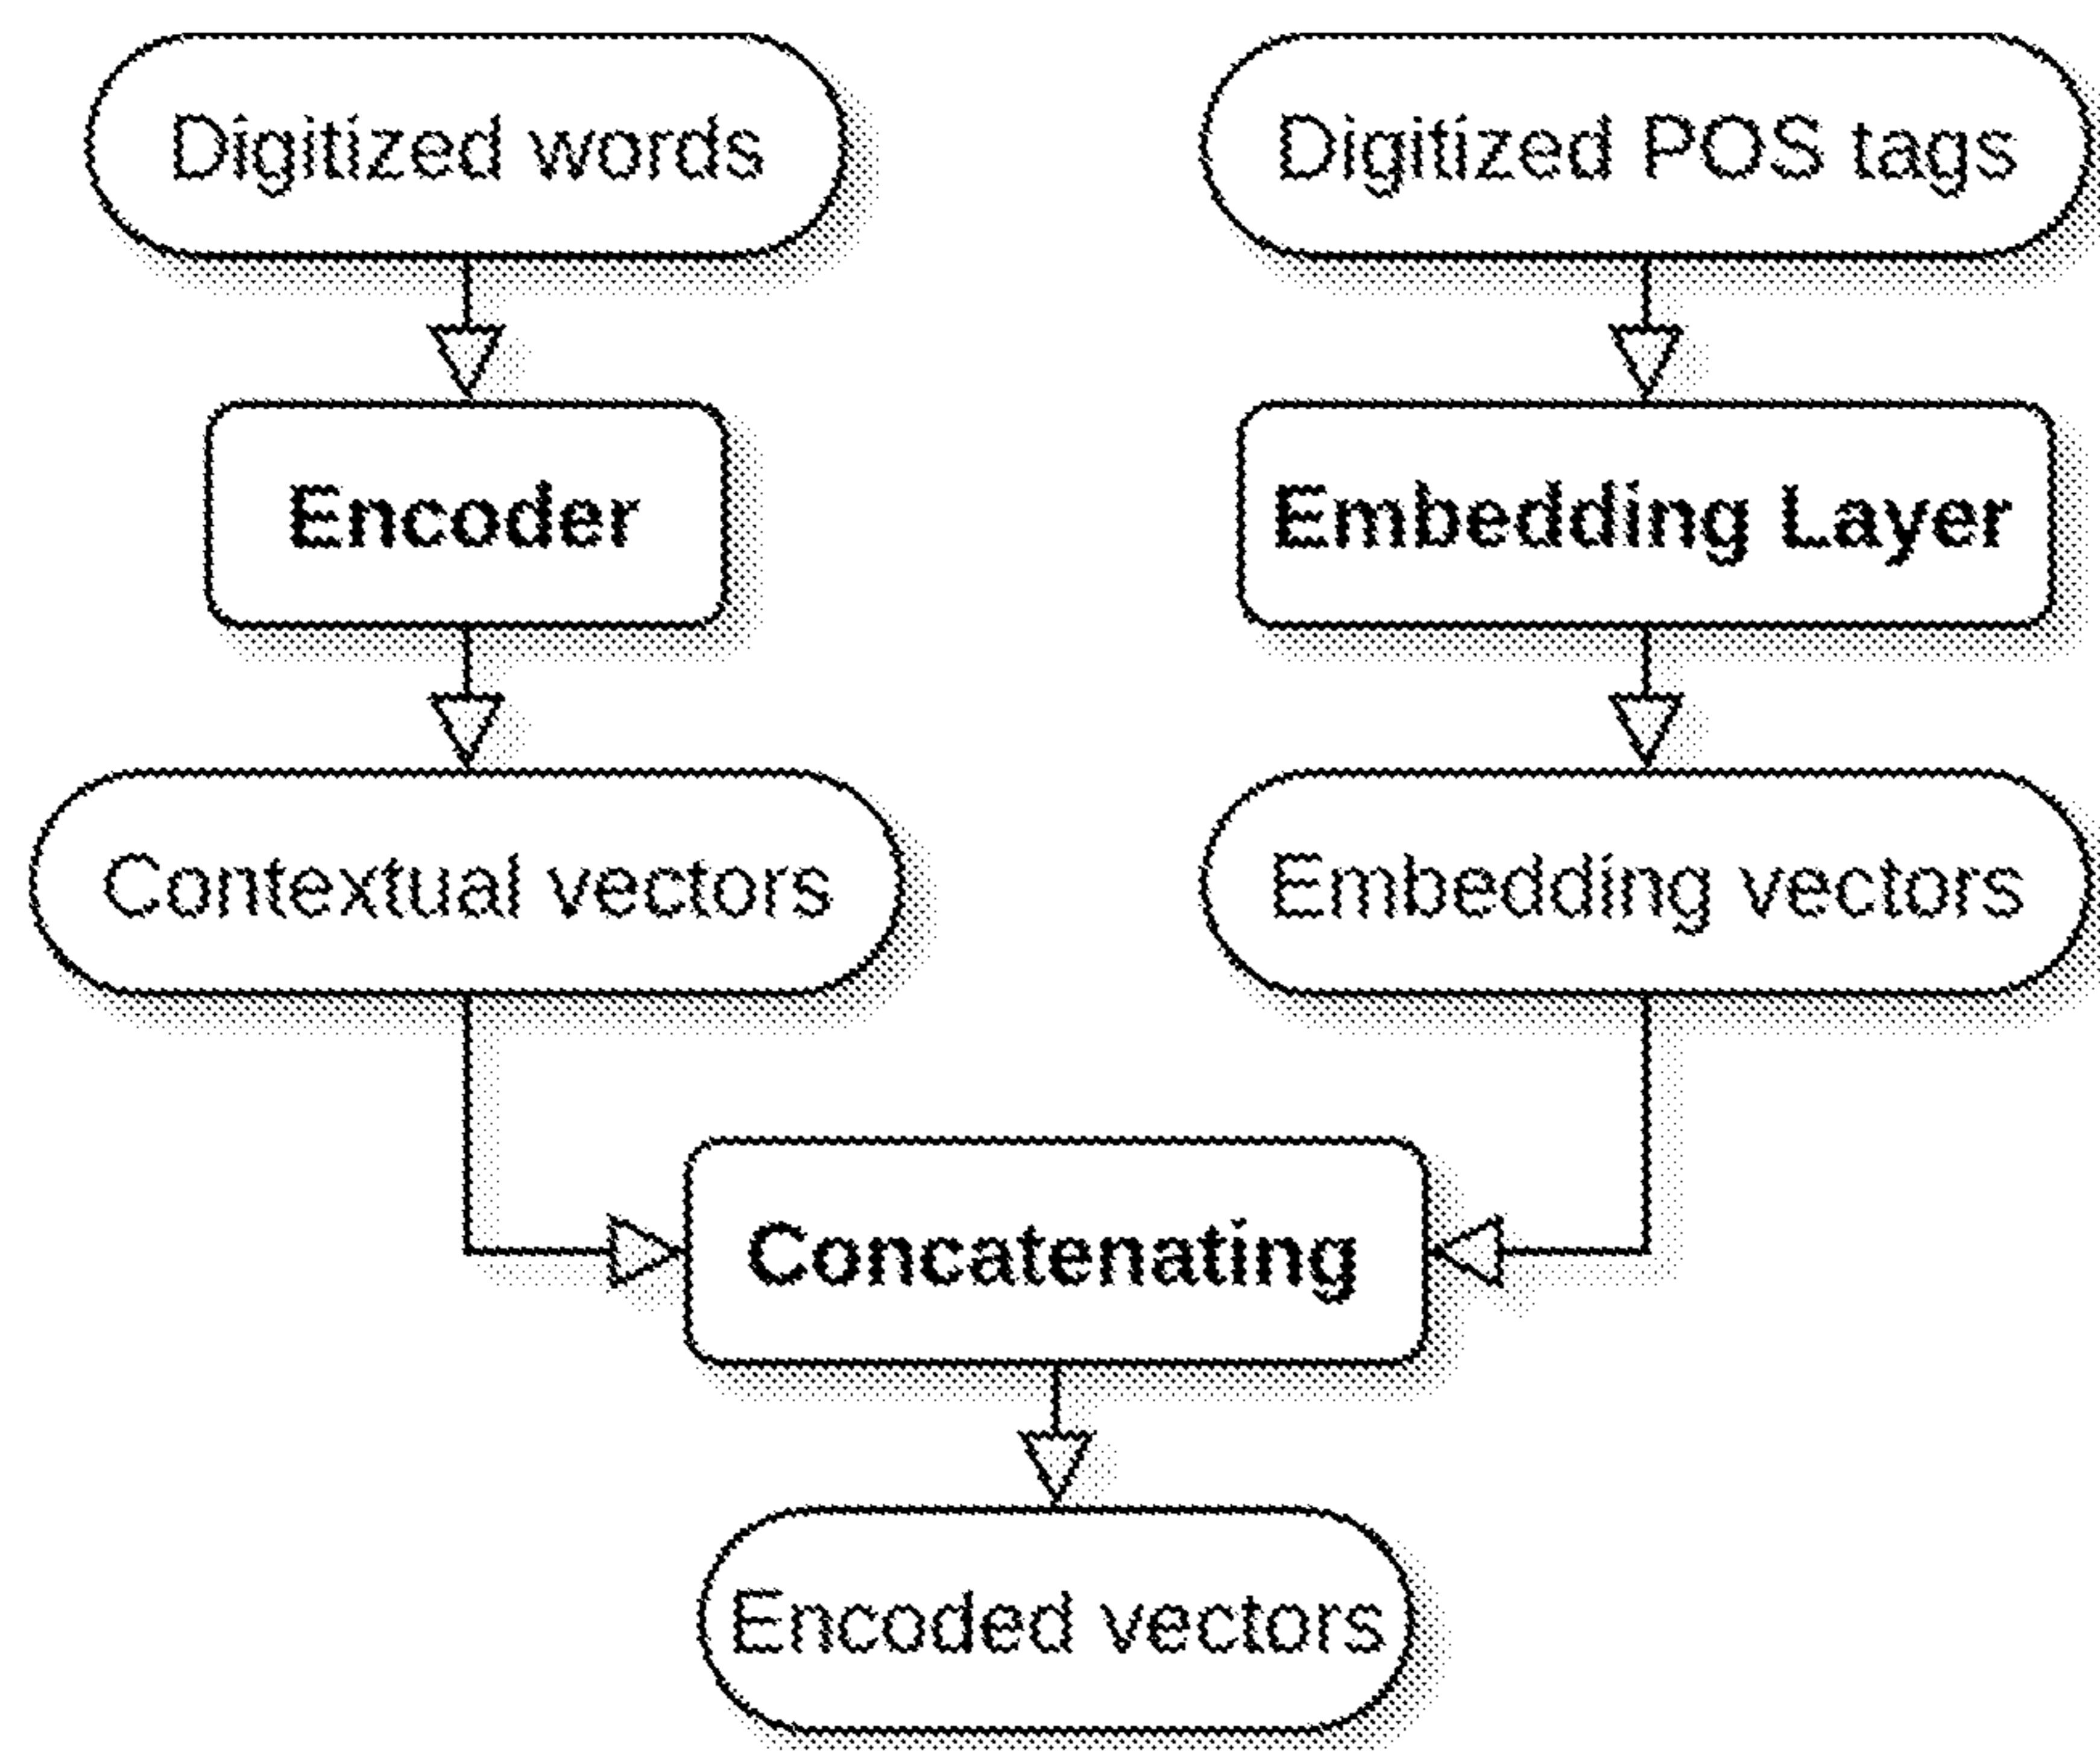 Digitized words
Digitized POS tags
Encoder
Embedding Layer
Contextual vectors
Embedding vectors
Concatenating
Encoded vectors